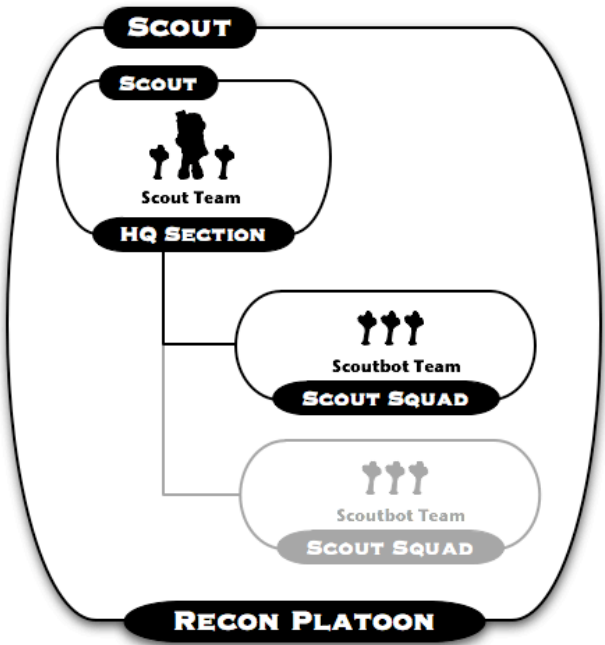 SCOUT
SCOUT
Scout Team
HQ SECTION
Scoutbot Team
SCOUT SQUAD
Scoutbot Team
SCOUT SQUAD
RECON PLATOON